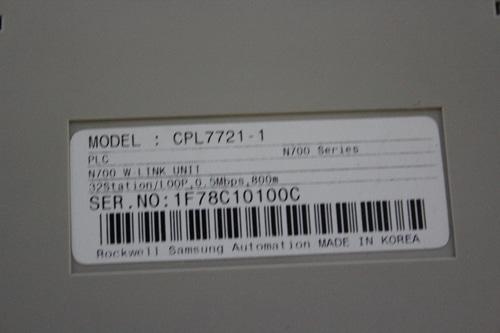 MODEL : CPL7721-1
PLC N700 Series
N700 W LINK UNIT
32Station/LOOP,0.5Mbps,800m
SER.NO:1F78C10100C
Rockwell Samsung Automation MADE IN KOREA